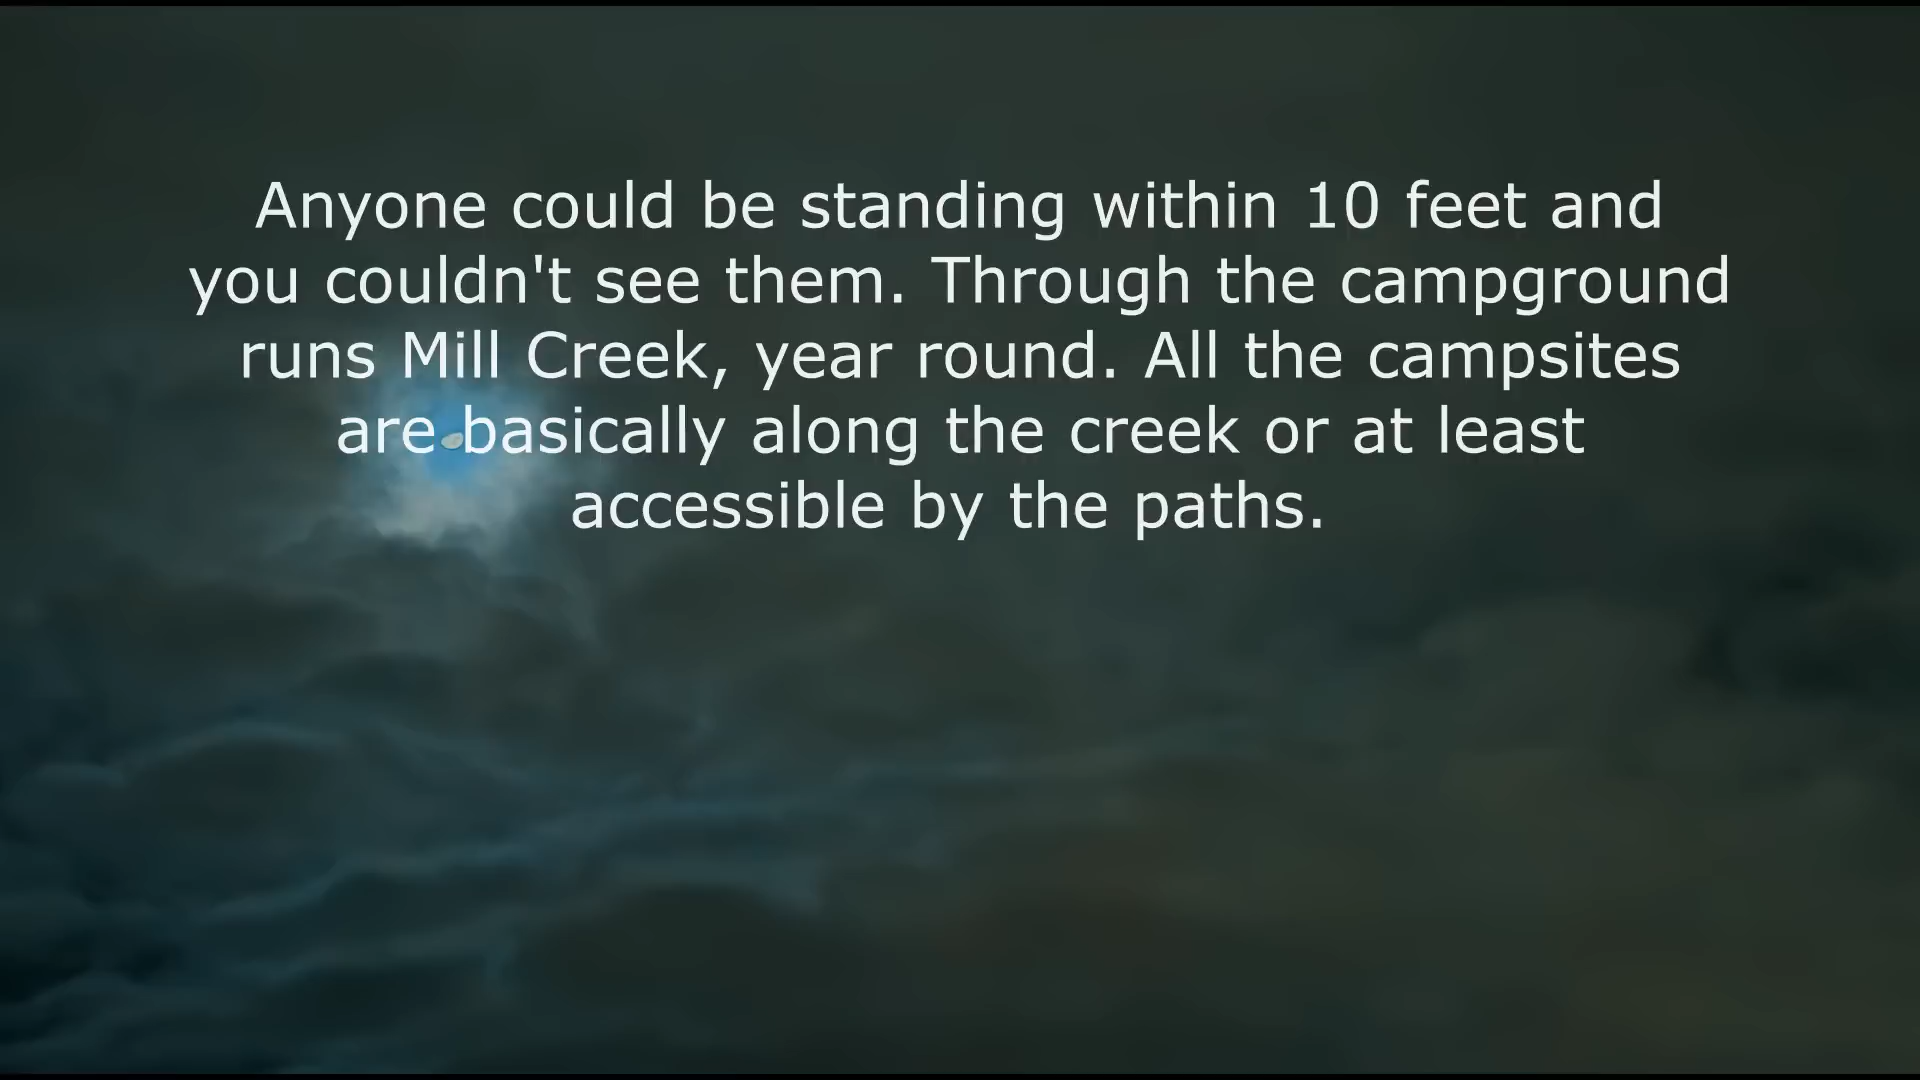 Anyone could be standing within 10 feet and
you couldn't see them. Through the campground
runs Mill Creek, year round. All the campsites
are basically along the creek or at least
accessible by the paths.